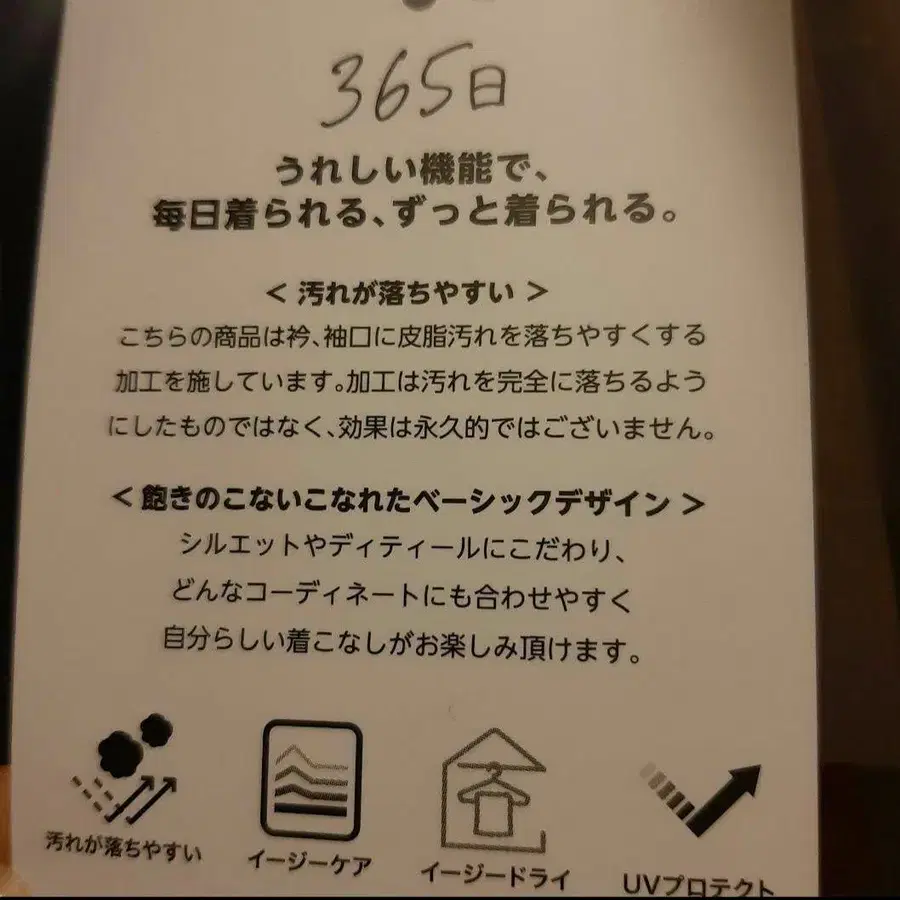 365日
うれしい機能で、
毎日着られる、ずっと着られる。
< 汚れが落ちやすい >
こちらの商品は衿、袖口に皮脂汚れを落ちやすくする
加工を施しています。加工は汚れを完全に落ちるよう
にしたものではなく、効果は永久的ではございません。
< 飽きのこないこなれたベーシックデザイン >
シルエットやディティールにこだわり、
どんなコーディネートにも合わせやすく
自分らしい着こなしがお楽しみ頂けます。
汚れが落ちやすい
イージーケア
イージードライ
UVプロテクト